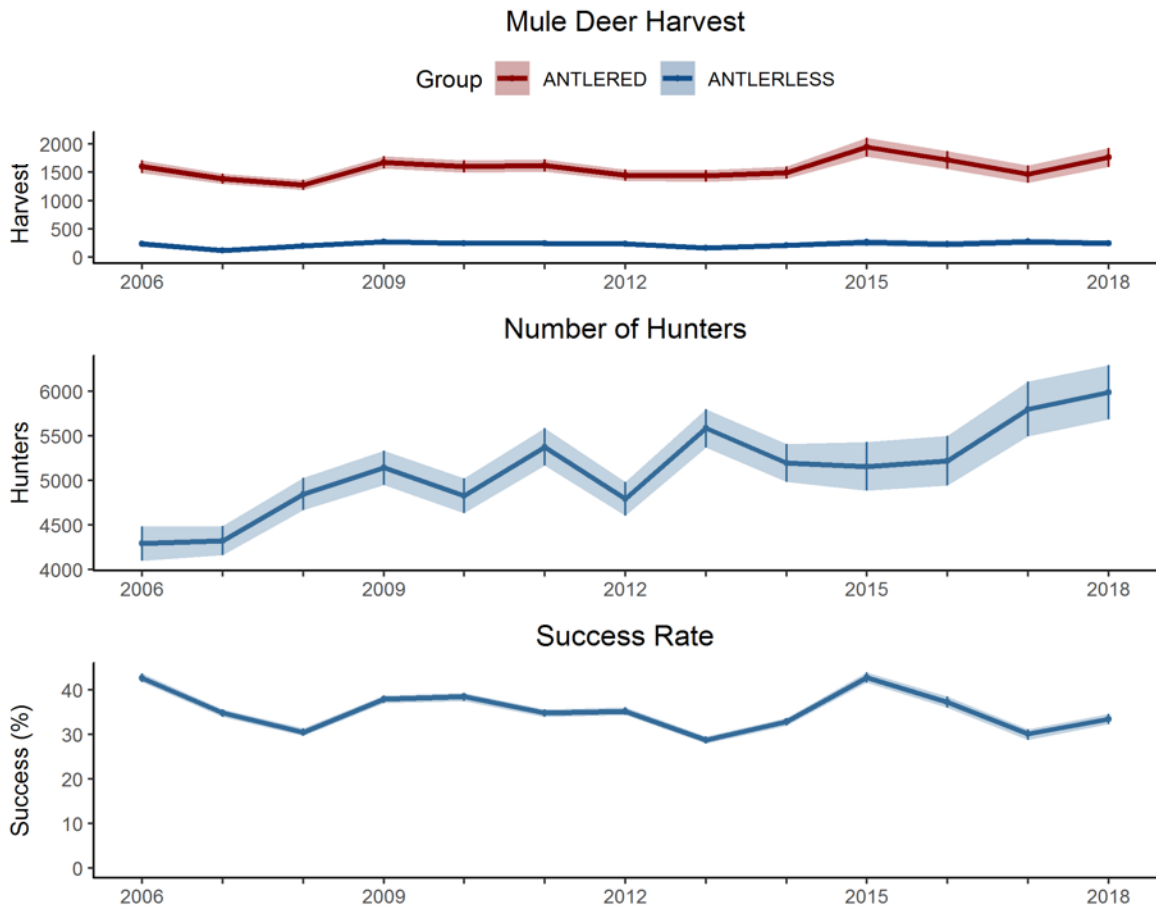 Mule Deer Harvest
Group ANTLERED ANTLERLESS
Harvest
2000
1500
1000
500
0
2006 2009 2012 2015 2018
Number of Hunters
Hunters
6000
5500
5000
4500
4000
2006 2009 2012 2015 2018
Success Rate
Success (%)
40
30
20
10
0
2006 2009 2012 2015 2018